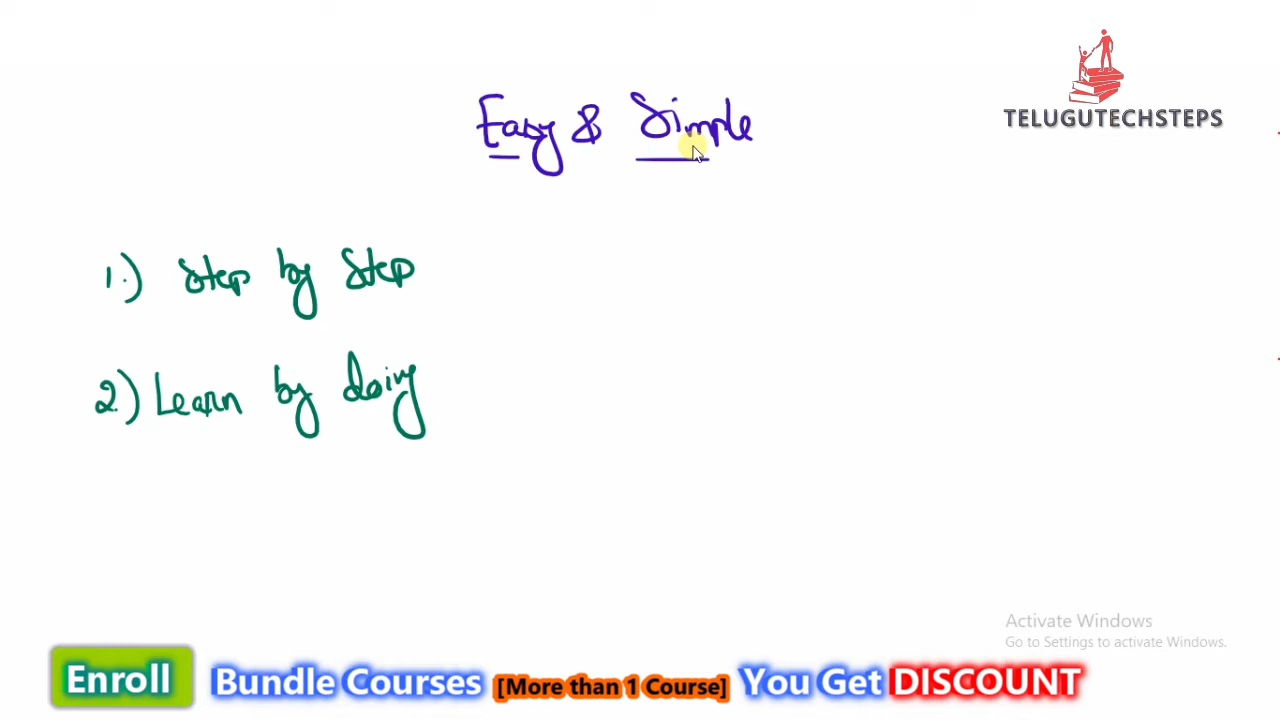 TELUGUTECHSTEPS
Easy & Simple
1.) Step by Step
2.) Learn by doing
Activate Windows
Go to Settings to activate Windows.
Enroll Bundle Courses [More than 1 Course] You Get DISCOUNT